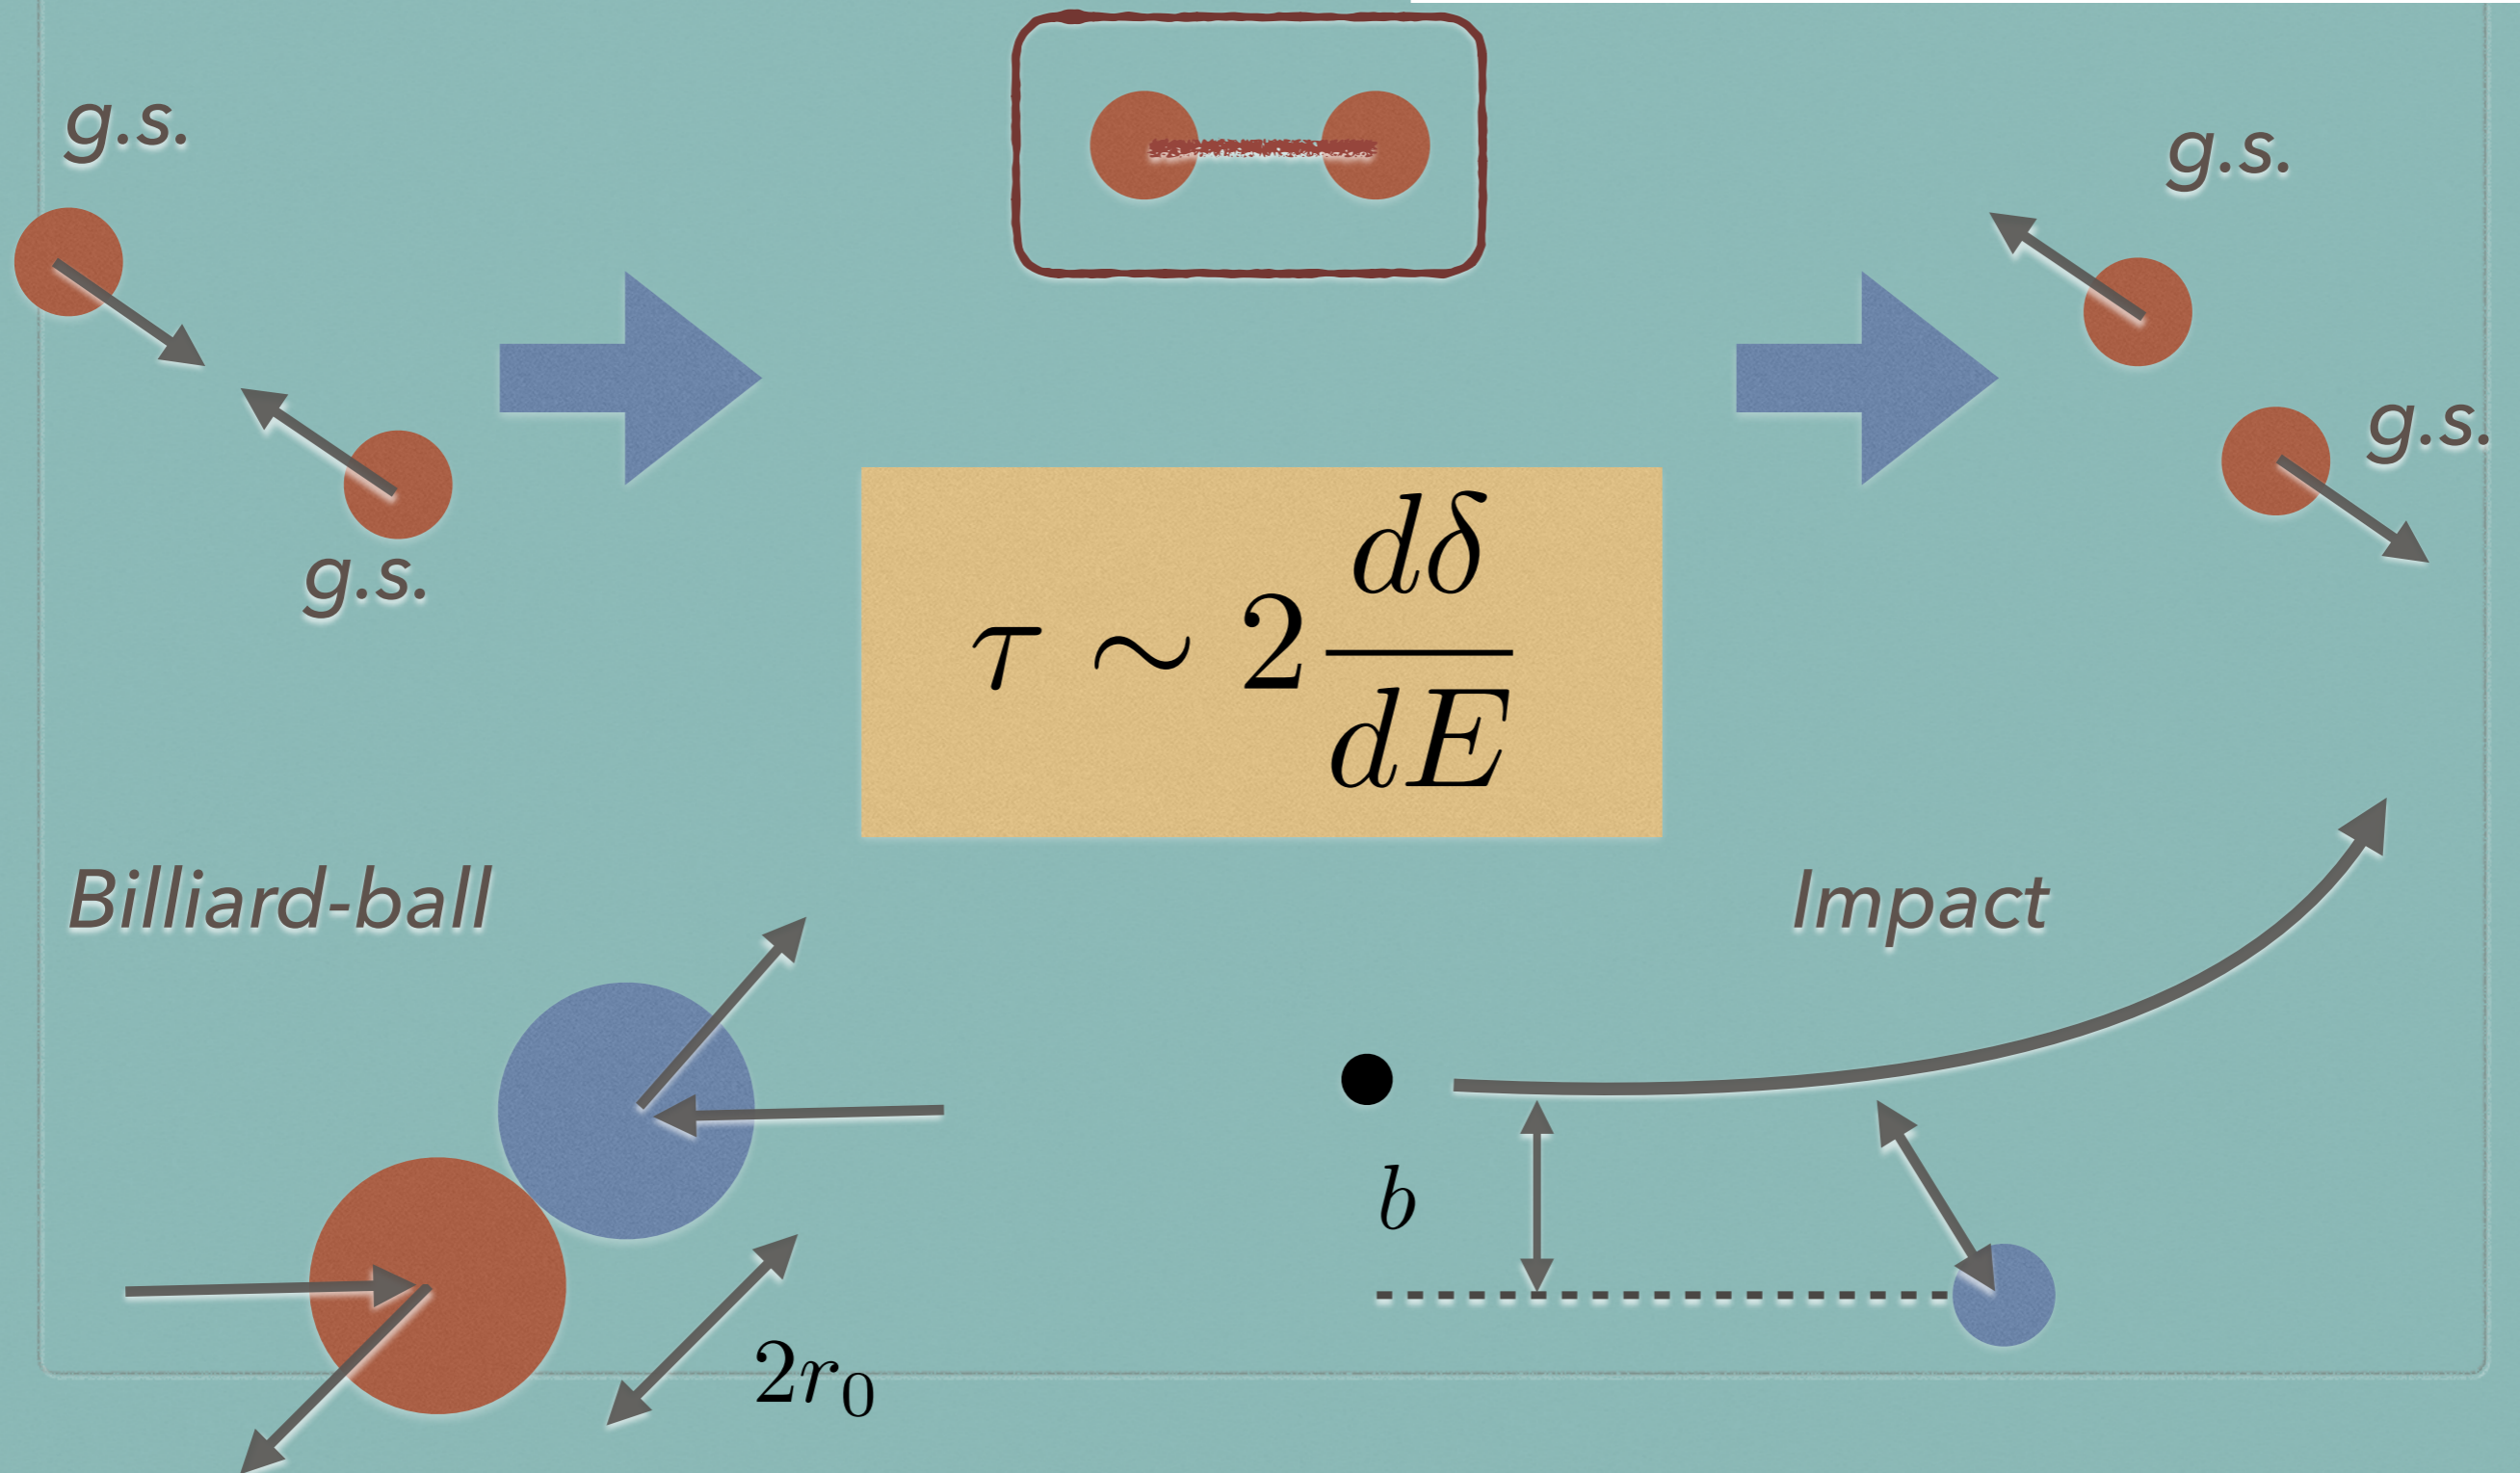 g.s.
g.s.
g.s.
g.s.
τ ~ 2 dδ/dE
Billiard-ball
Impact
b
2r₀